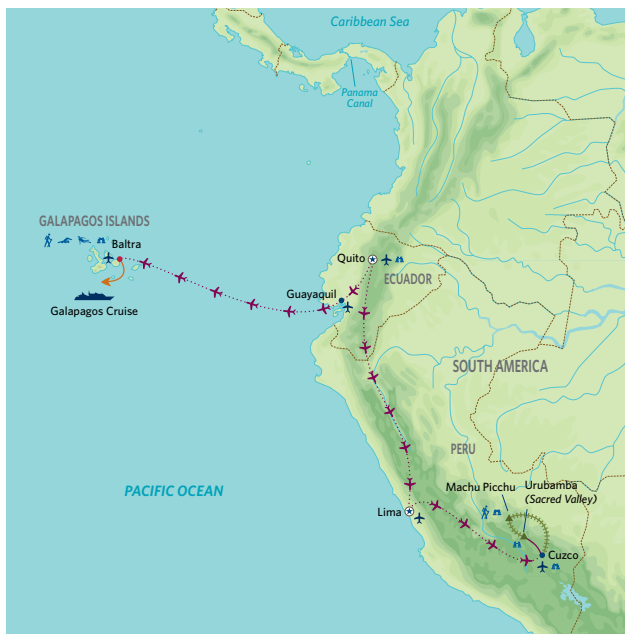 Caribbean Sea
Panama
Canal
GALAPAGOS ISLANDS
Baltra
Quito
ECUADOR
Guayaquil
Galapagos Cruise
SOUTH AMERICA
PERU
Machu Picchu
Urubamba
(Sacred Valley)
PACIFIC OCEAN
Lima
Cuzco